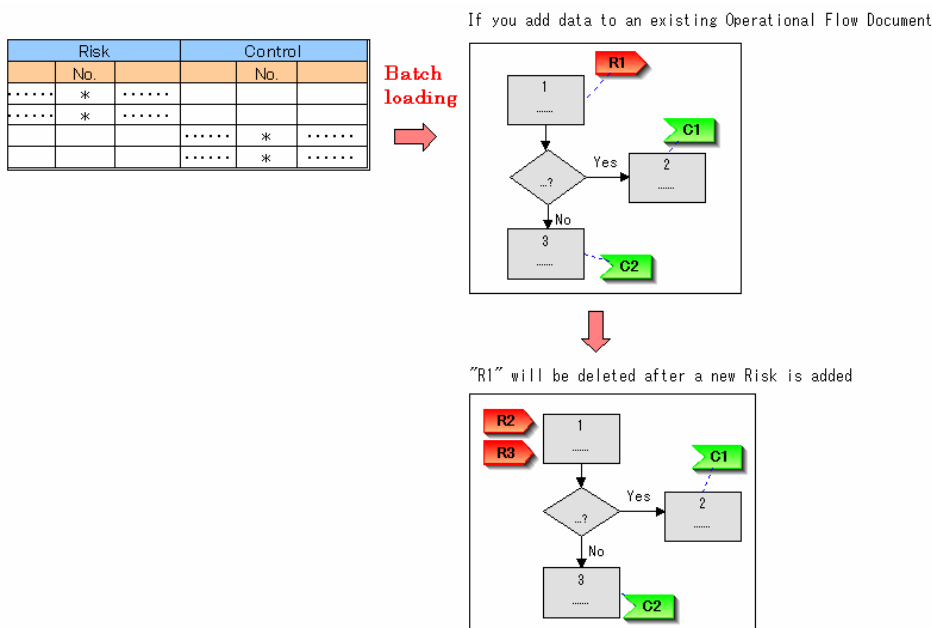 If you add data to an existing Operational Flow Document
Risk Control
No. No.
...... * ......
...... * ......
...... * ......
...... * ......
Batch
loading
R1
1
.......
C1
...?
Yes
2
.......
No
3
.......
C2
"R1" will be deleted after a new Risk is added
R2
R3
1
.......
C1
...?
Yes
2
.......
No
3
.......
C2